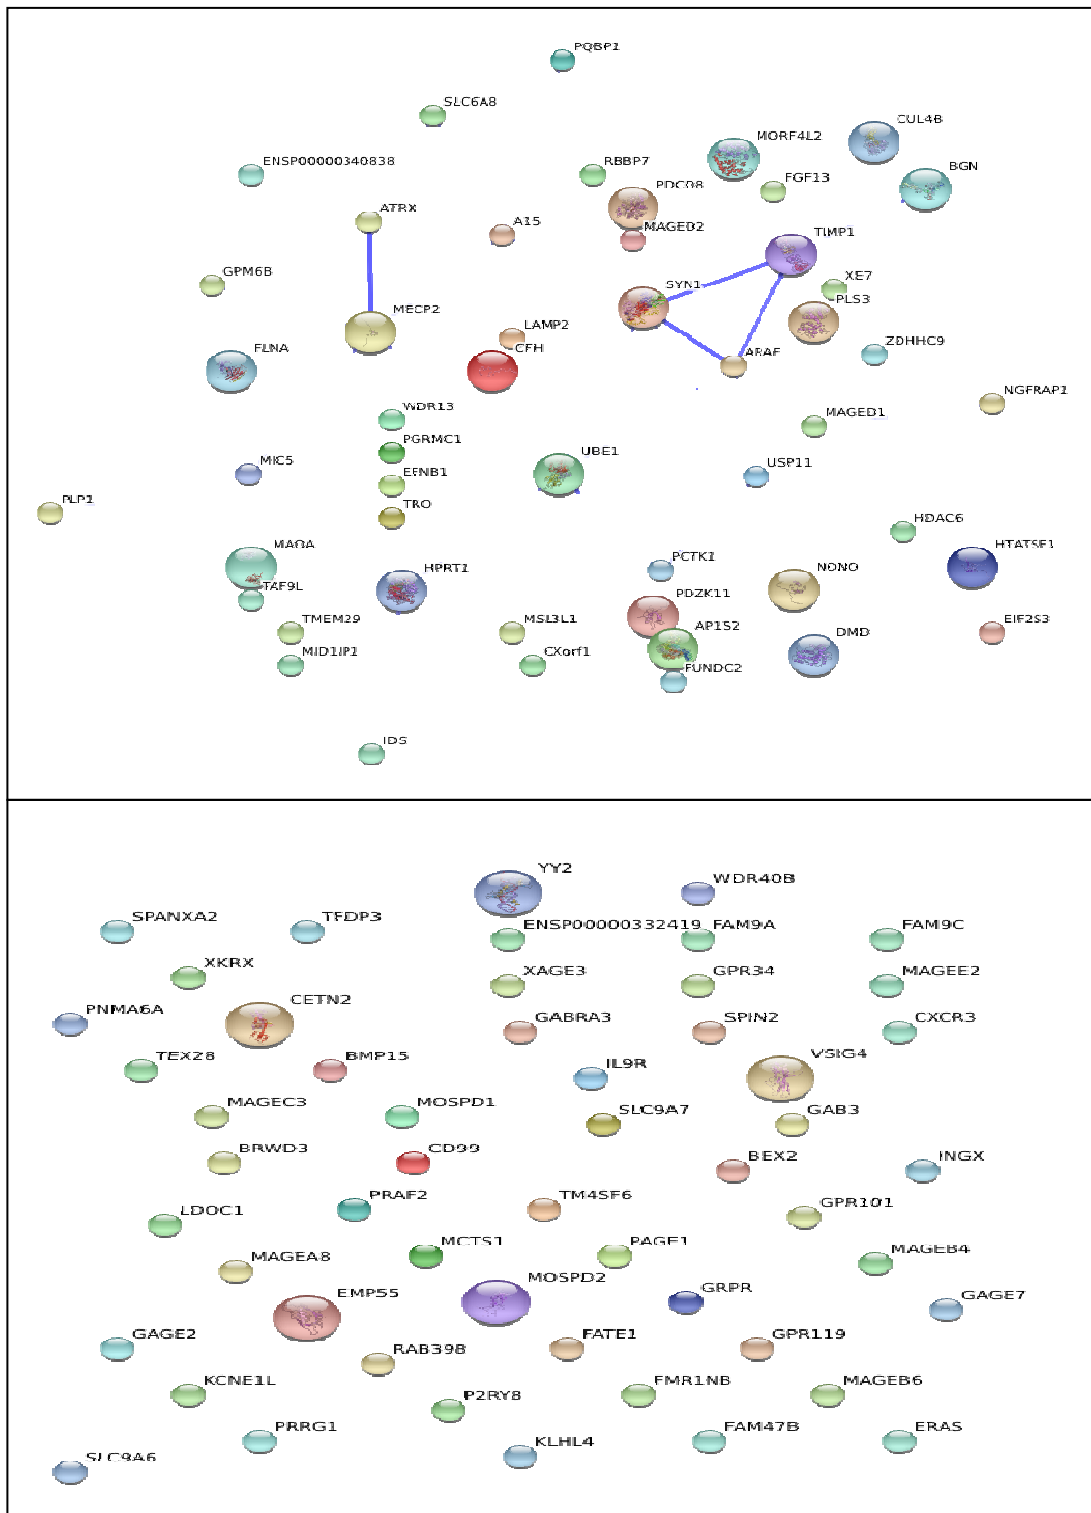 PQBP1
SLC6A8
CUL4B
MORF4L2
ENSP00000340838
RBBP7
BGN
FGF13
PDCD8
ATRX
A15
MAGED2
TIMP1
GPM6B
XE7
SYN1
PLS3
MECP2
LAMP2
ZDHHC9
FLNA
CFH
ARAF
NGFRAP1
WDR13
MAGED1
PGRMC1
UBE1
MIC5
EFNB1
USP11
PLP1
TRO
HDAC6
MAOA
HTATSF1
PCTK1
HPRT1
NONO
TAF9L
PDZK11
TMEM29
MSL3L1
AP1S2
DMD
EIF2S3
MID1IP1
CXorf1
FUNDC2
IDS
YY2
WDR40B
SPANXA2
TFDP3
ENSP00000332419
FAM9A
FAM9C
XKRX
XAGE3
GPR34
MAGEE2
PNMA6A
CETN2
GABRA3
SPIN2
CXCR3
TEX28
BMP15
IL9R
VSIG4
MAGEC3
MOSPD1
SLC9A7
GAB3
BRWD3
CD99
BEX2
INGX
LDOC1
PRAF2
TM4SF6
GPR101
MAGEA8
MCTS1
PAGE1
MAGEB4
EMP55
MOSPD2
GRPR
GAGE7
GAGE2
RAB39B
FATE1
GPR119
KCNE1L
P2RY8
FMR1NB
MAGEB6
PRRG1
KLHL4
FAM47B
ERAS
SLC9A6